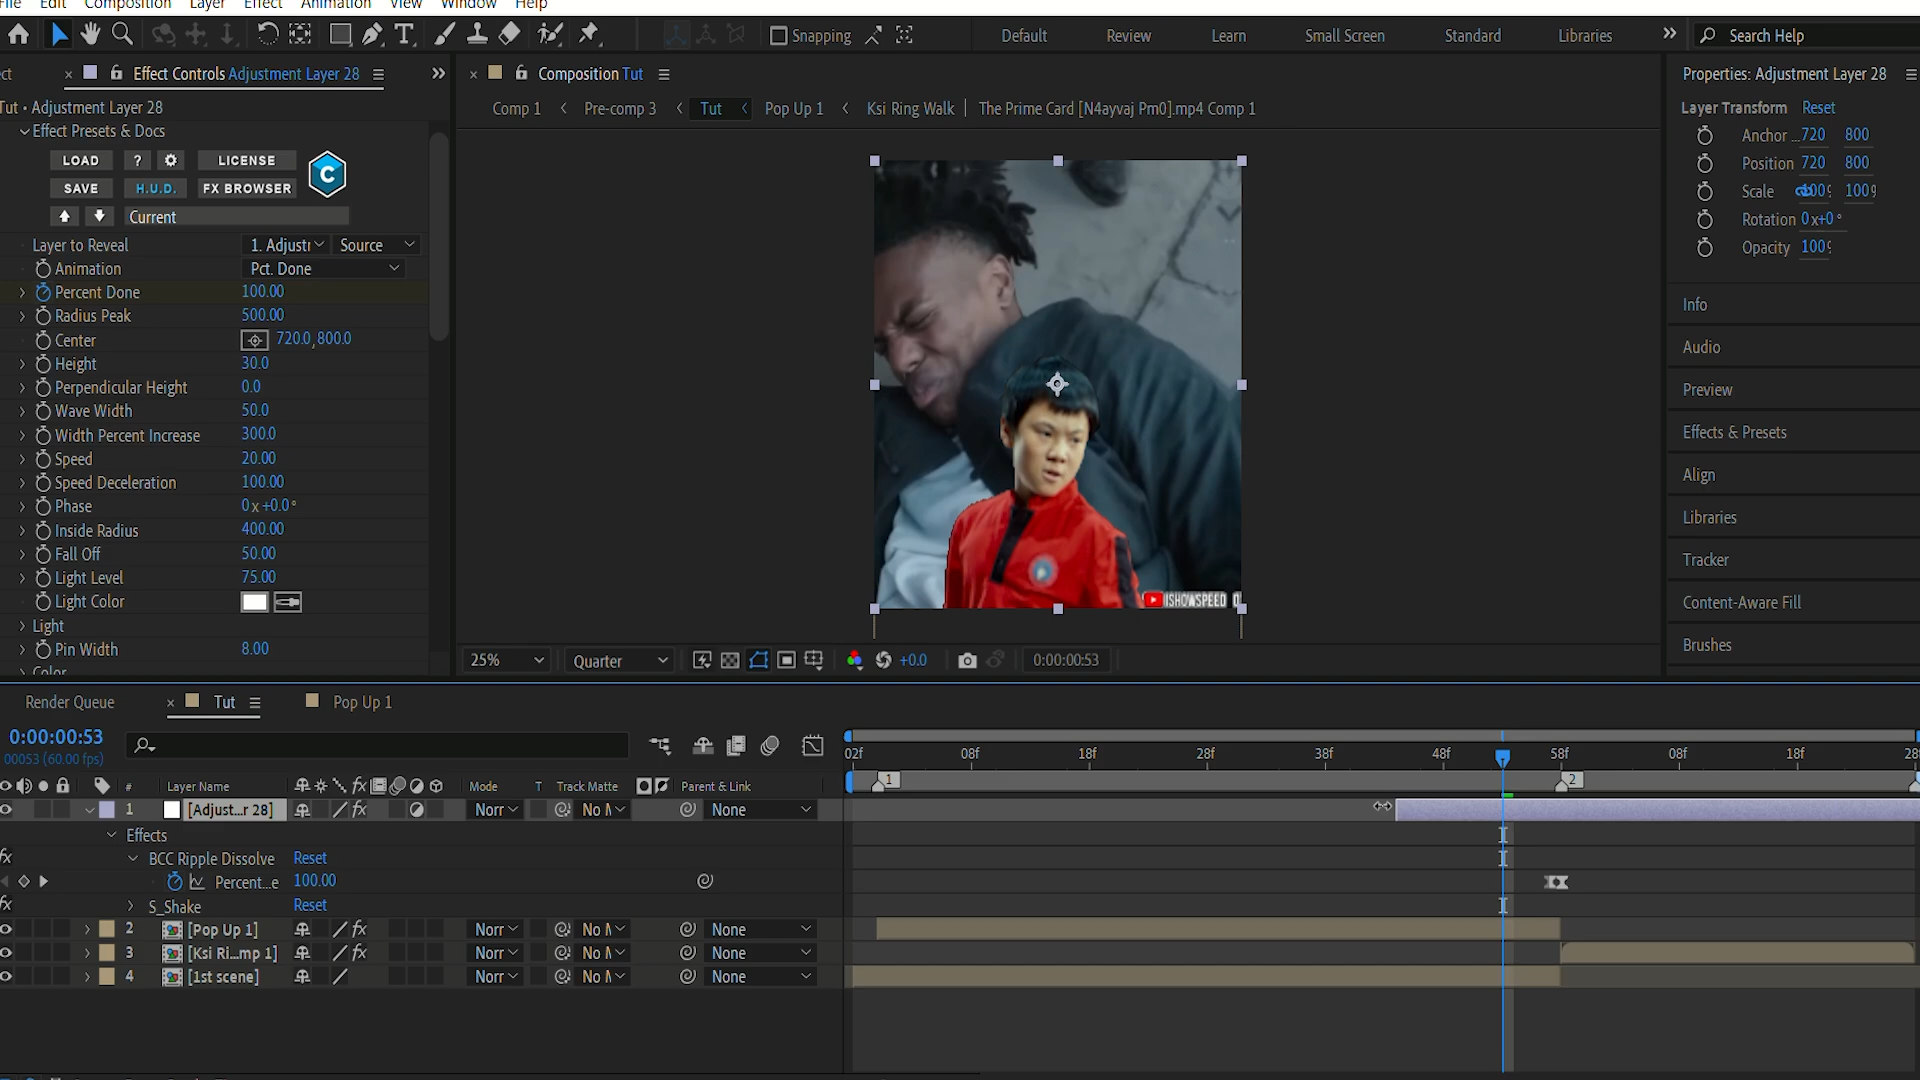 File Edit Composition Layer Effect Animation View Window Help
Snapping
Default Review Learn Small Screen Standard Libraries
Search Help
Effect Controls Adjustment Layer 28
Tut • Adjustment Layer 28
Effect Presets & Docs
LOAD ? LICENSE
SAVE H.U.D. FX BROWSER
C
Current
Layer to Reveal 1. Adjust Source
Animation Pct. Done
Percent Done 100.00
Radius Peak 500.00
Center 720.0,800.0
Height 30.0
Perpendicular Height 0.0
Wave Width 50.0
Width Percent Increase 300.0
Speed 20.00
Speed Deceleration 100.00
Phase 0x+0.0°
Inside Radius 400.00
Fall Off 50.00
Light Level 75.00
Light Color
Light
Pin Width 8.00
Color
Composition Tut
Comp 1 Pre-comp 3 Tut Pop Up 1 Ksi Ring Walk The Prime Card [N4ayvaj Pm0].mp4 Comp 1
ISHOWSPEED
25% Quarter +0.0 0:00:00:53
Properties: Adjustment Layer 28
Layer Transform Reset
Anchor ... 720 800
Position 720 800
Scale 100 100
Rotation 0x+0°
Opacity 100
Info
Audio
Preview
Effects & Presets
Align
Libraries
Tracker
Content-Aware Fill
Brushes
Render Queue Tut Pop Up 1
0:00:00:53
00053 (60.00 fps)
02f 08f 18f 28f 38f 48f 58f 08f 18f 28f
1 2
# Layer Name Mode T Track Matte Parent & Link
1 [Adjust...r 28] Norr No None
Effects
BCC Ripple Dissolve Reset
Percent...e 100.00
S_Shake Reset
2 [Pop Up 1] Norr No None
3 [Ksi Ri...mp 1] Norr No None
4 [1st scene] Norr No None